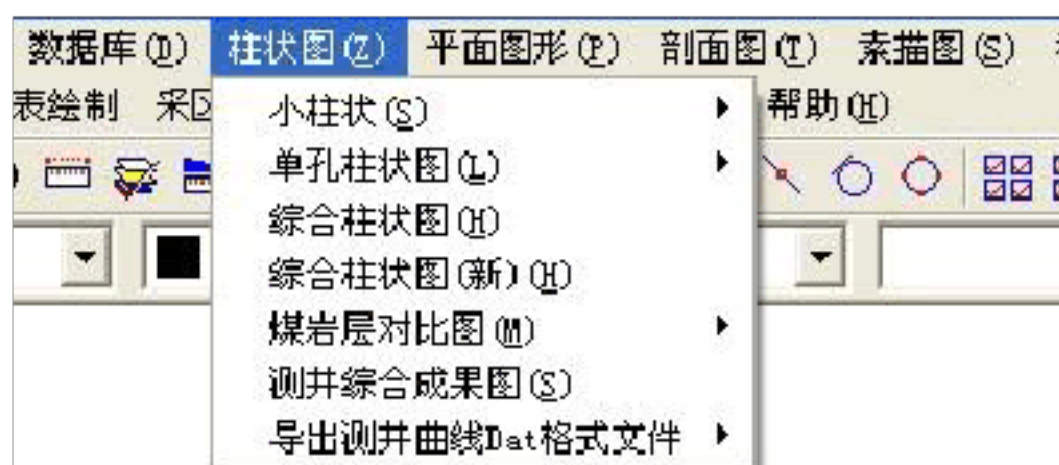 数据库(D) 柱状图(Z) 平面图形(P) 剖面图(T) 素描图(S)
表绘制 采区 帮助(H)
小柱状(S)
单孔柱状图(L)
综合柱状图(H)
综合柱状图(新)(H)
煤岩层对比图(M)
测井综合成果图(S)
导出测井曲线Dat格式文件